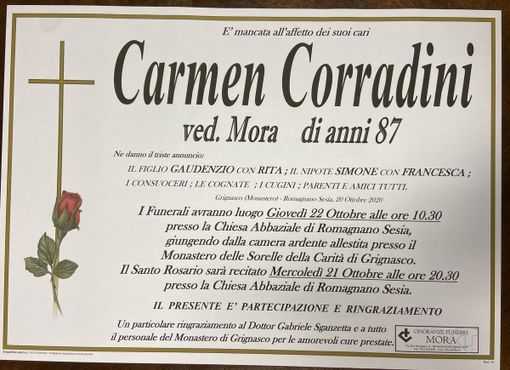 E' mancata all'affetto dei suoi cari
Carmen Corradini
ved. Mora di anni 87
Ne danno il triste annuncio:
IL FIGLIO GAUDENZIO CON RITA ; IL NIPOTE SIMONE CON FRANCESCA ;
I CONSUOCERI ; LE COGNATE ; I CUGINI ; PARENTI E AMICI TUTTI.
Grignasco (Monastero) - Romagnano Sesia, 20 Ottobre 2020
I Funerali avranno luogo Giovedì 22 Ottobre alle ore 10.30
presso la Chiesa Abbaziale di Romagnano Sesia,
giungendo dalla camera ardente allestita presso il
Monastero delle Sorelle della Carità di Grignasco.
Il Santo Rosario sarà recitato Mercoledì 21 Ottobre alle ore 20.30
presso la Chiesa Abbaziale di Romagnano Sesia.
IL PRESENTE E' PARTECIPAZIONE E RINGRAZIAMENTO
Un particolare ringraziamento al Dottor Gabriele Sganzetta e a tutto
il personale del Monastero di Grignasco per le amorevoli cure prestate.
ONORANZE FUNEBRI
MORA